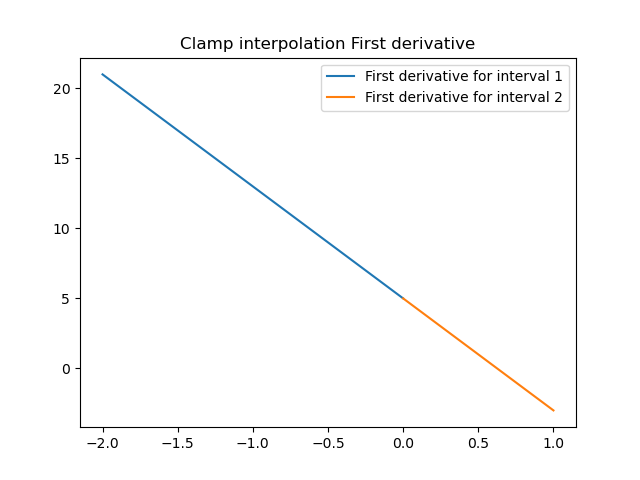 Clamp interpolation First derivative
First derivative for interval 1
First derivative for interval 2
20
15
10
5
0
−2.0 −1.5 −1.0 −0.5 0.0 0.5 1.0